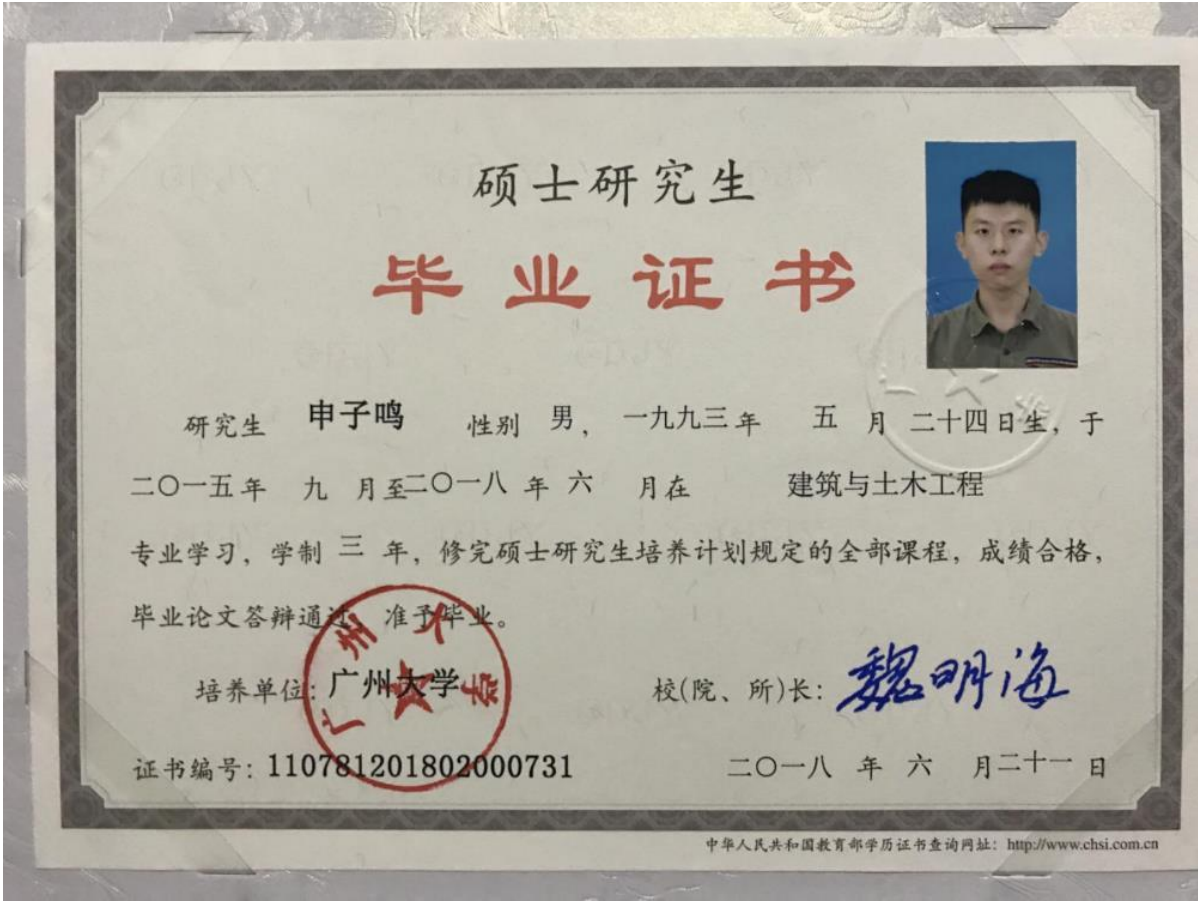 硕士研究生
毕业证书
研究生 申子鸣 性别 男, 一九九三年 五 月 二十四日生, 于
二〇一五年 九 月至二〇一八 年 六 月在 建筑与土木工程
专业学习, 学制 三 年, 修完硕士研究生培养计划规定的全部课程, 成绩合格,
毕业论文答辩通过, 准予毕业。
广州大学
培养单位: 广州大学 校(院、所)长: 魏明海
证书编号: 110781201802000731 二〇一八 年 六 月二十一 日
中华人民共和国教育部学历证书查询网址: http://www.chsi.com.cn